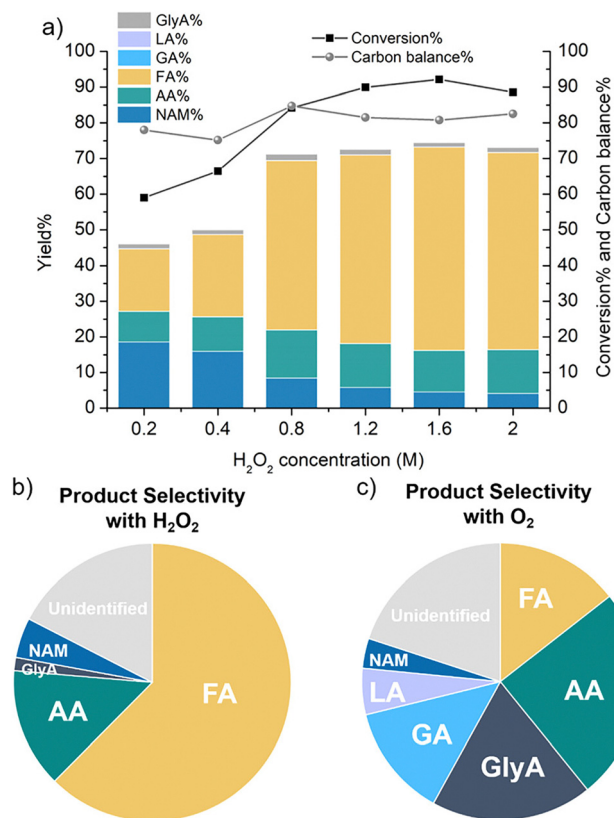 a)
GlyA%
LA%
GA%
FA%
AA%
NAM%
Conversion%
Carbon balance%
100
90
80
70
60
50
40
30
20
10
0
Yield%
100
90
80
70
60
50
40
30
20
10
0
Conversion% and Carbon balance%
0.2 0.4 0.8 1.2 1.6 2
H₂O₂ concentration (M)
b)
Product Selectivity
with H₂O₂
Unidentified
NAM
GlyA
AA
FA
c)
Product Selectivity
with O₂
Unidentified
FA
NAM
LA
AA
GA
GlyA